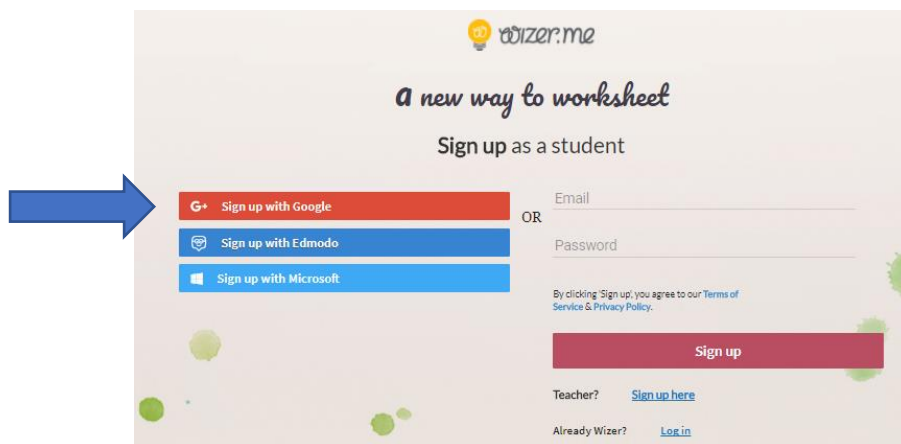 wizer.me
a new way to worksheet
Sign up as a student
G+ Sign up with Google
Sign up with Edmodo
Sign up with Microsoft
OR
Email
Password
By clicking 'Sign up', you agree to our Terms of
Service & Privacy Policy.
Sign up
Teacher? Sign up here
Already Wizer? Log in